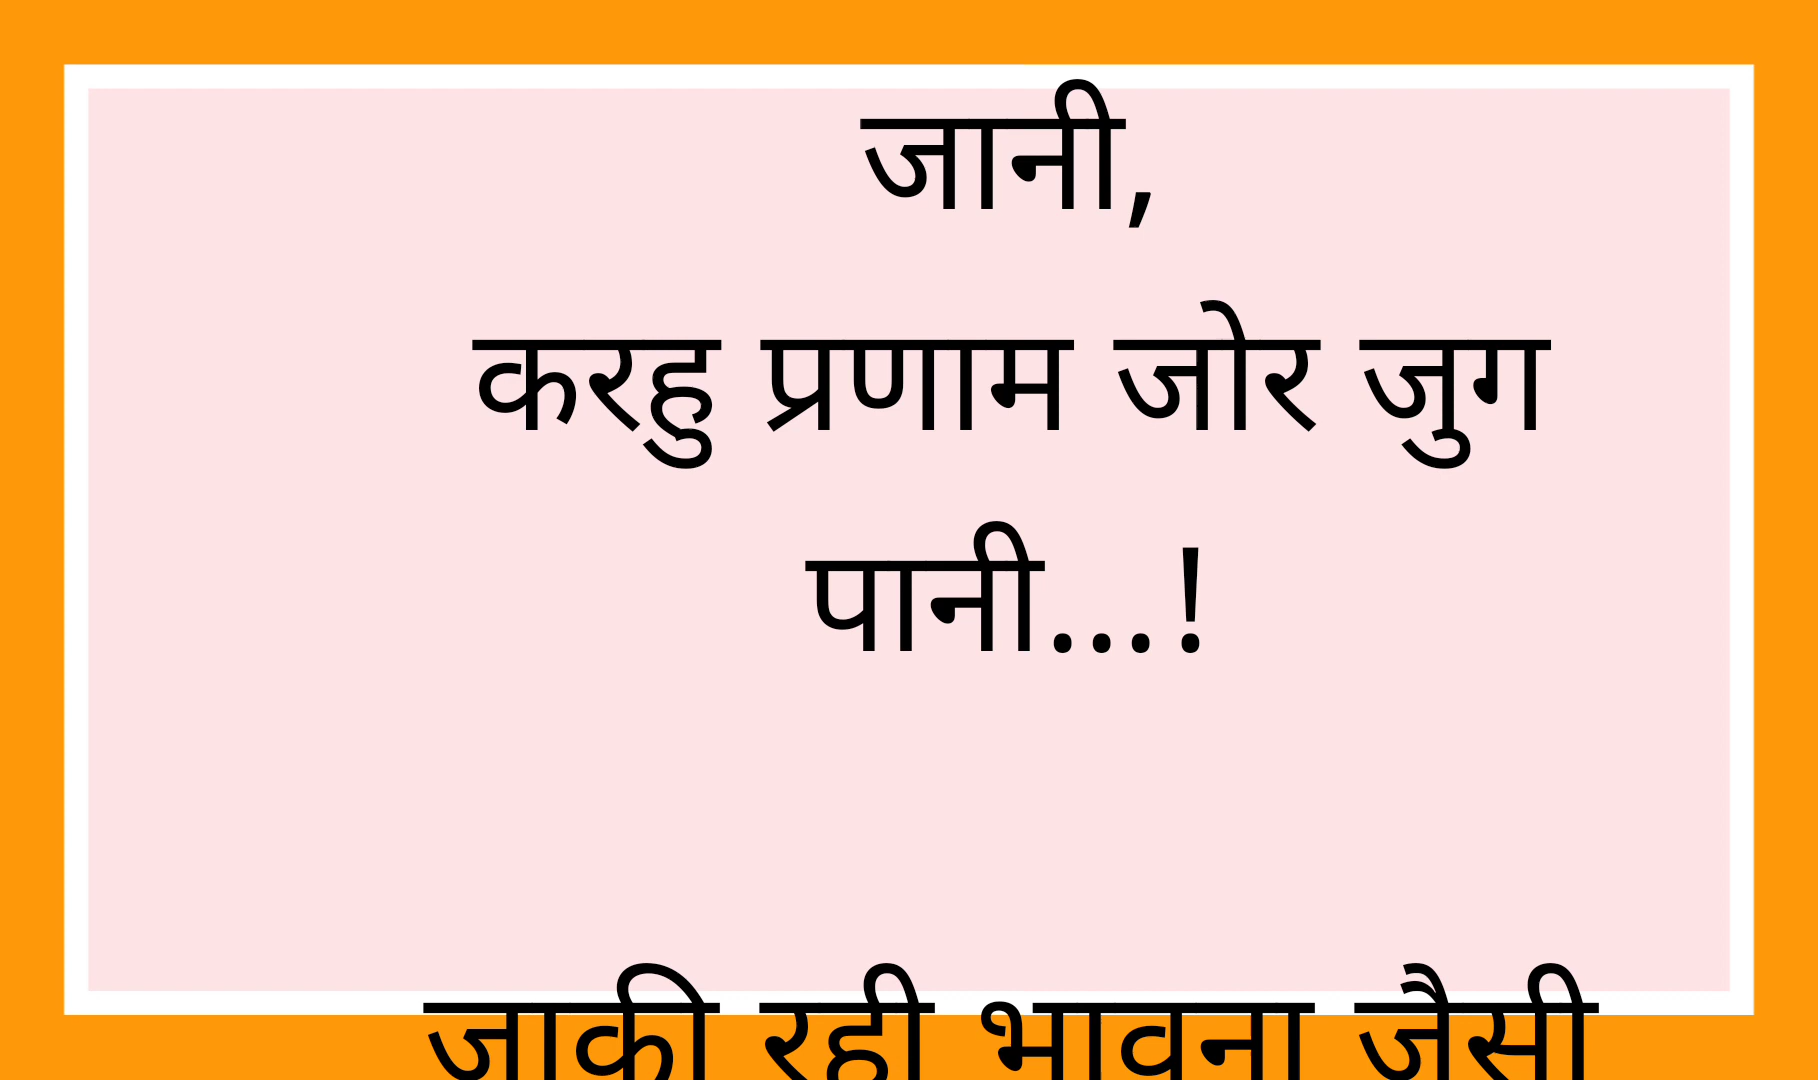 जानी,
करहु प्रणाम जोर जुग
पानी...!
जाकी रही भावना जैसी